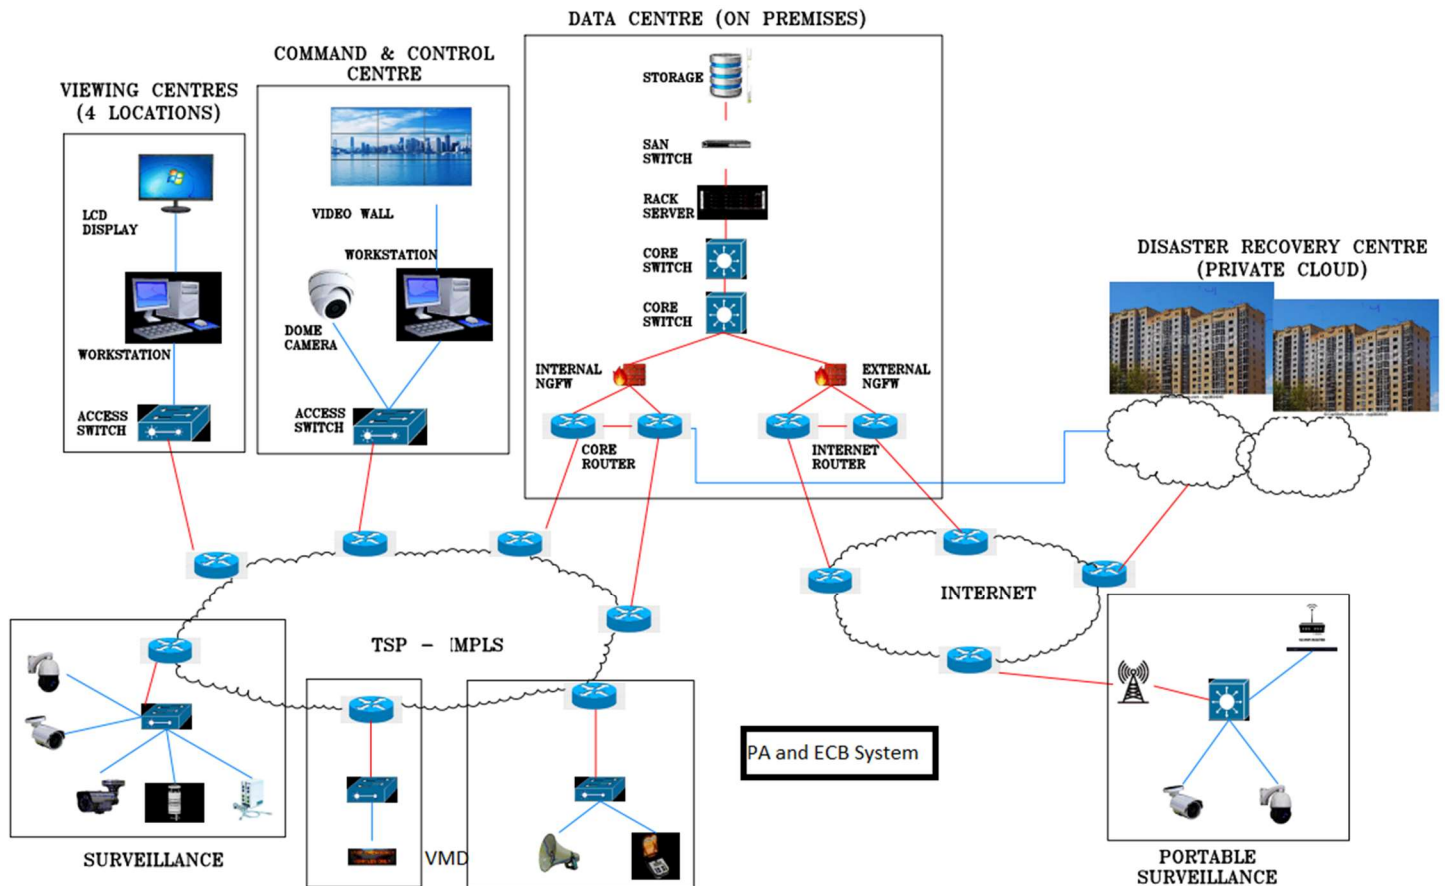 DATA CENTRE (ON PREMISES)
COMMAND & CONTROL
CENTRE
VIEWING CENTRES
(4 LOCATIONS)
STORAGE
SAN
SWITCH
RACK
SERVER
CORE
SWITCH
CORE
SWITCH
LCD
DISPLAY
VIDEO WALL
WORKSTATION
DOME
CAMERA
WORKSTATION
ACCESS
SWITCH
ACCESS
SWITCH
INTERNAL
NGFW
EXTERNAL
NGFW
CORE
ROUTER
INTERNET
ROUTER
DISASTER RECOVERY CENTRE
(PRIVATE CLOUD)
INTERNET
TSP - IMPLS
PA and ECB System
VMD
SURVEILLANCE
PORTABLE
SURVEILLANCE